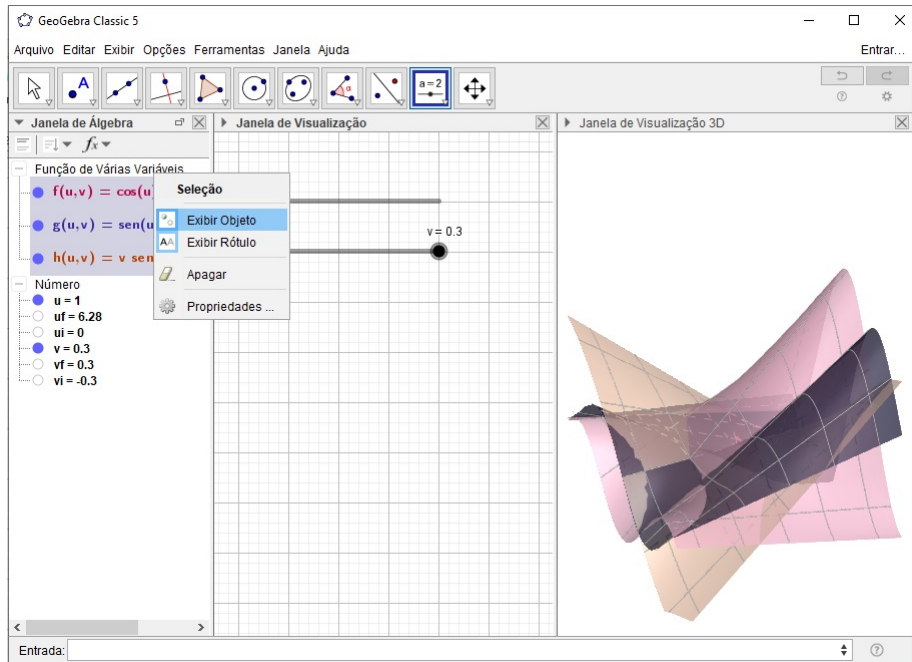 GeoGebra Classic 5
Arquivo Editar Exibir Opções Ferramentas Janela Ajuda Entrar...
A
α
a=2
Janela de Álgebra
Janela de Visualização
Janela de Visualização 3D
fx
Função de Várias Variáveis
f(u,v) = cos(u
g(u,v) = sen(u
h(u,v) = v sen
Seleção
Exibir Objeto
AA Exibir Rótulo
Apagar
Propriedades ...
v = 0.3
Número
u = 1
uf = 6.28
ui = 0
v = 0.3
vf = 0.3
vi = -0.3
Entrada: